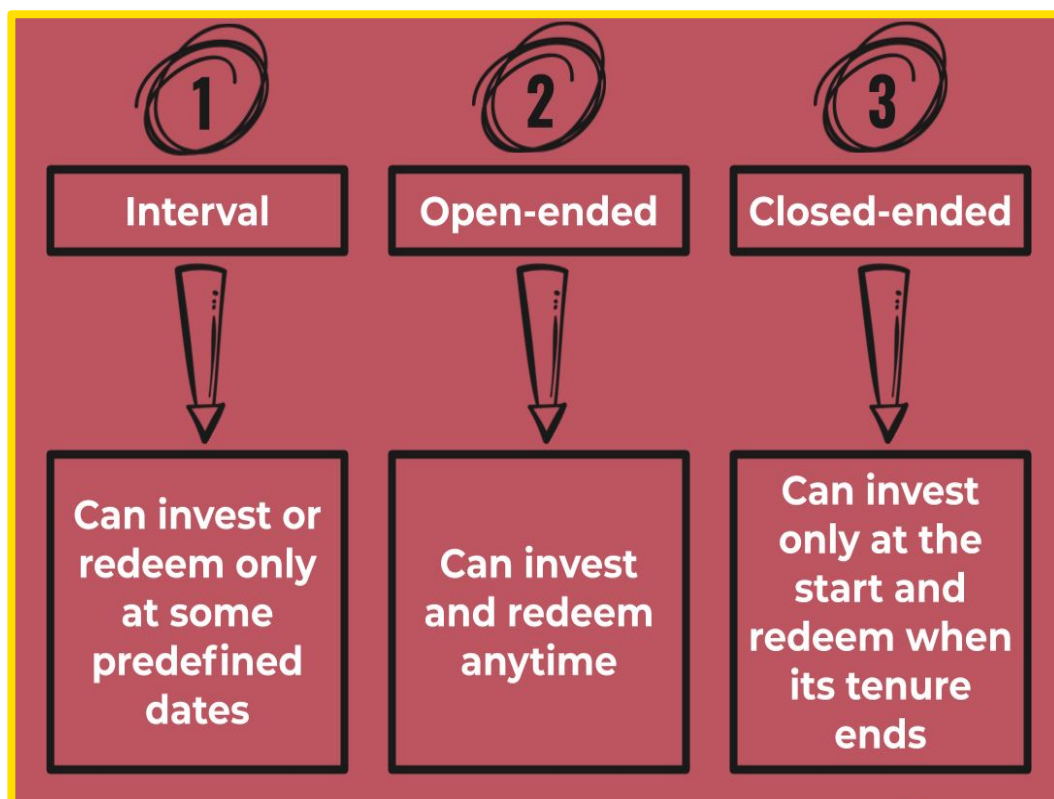 1
Interval
Can invest or
redeem only
at some
predefined
dates
2
Open-ended
Can invest
and redeem
anytime
3
Closed-ended
Can invest
only at the
start and
redeem when
its tenure
ends